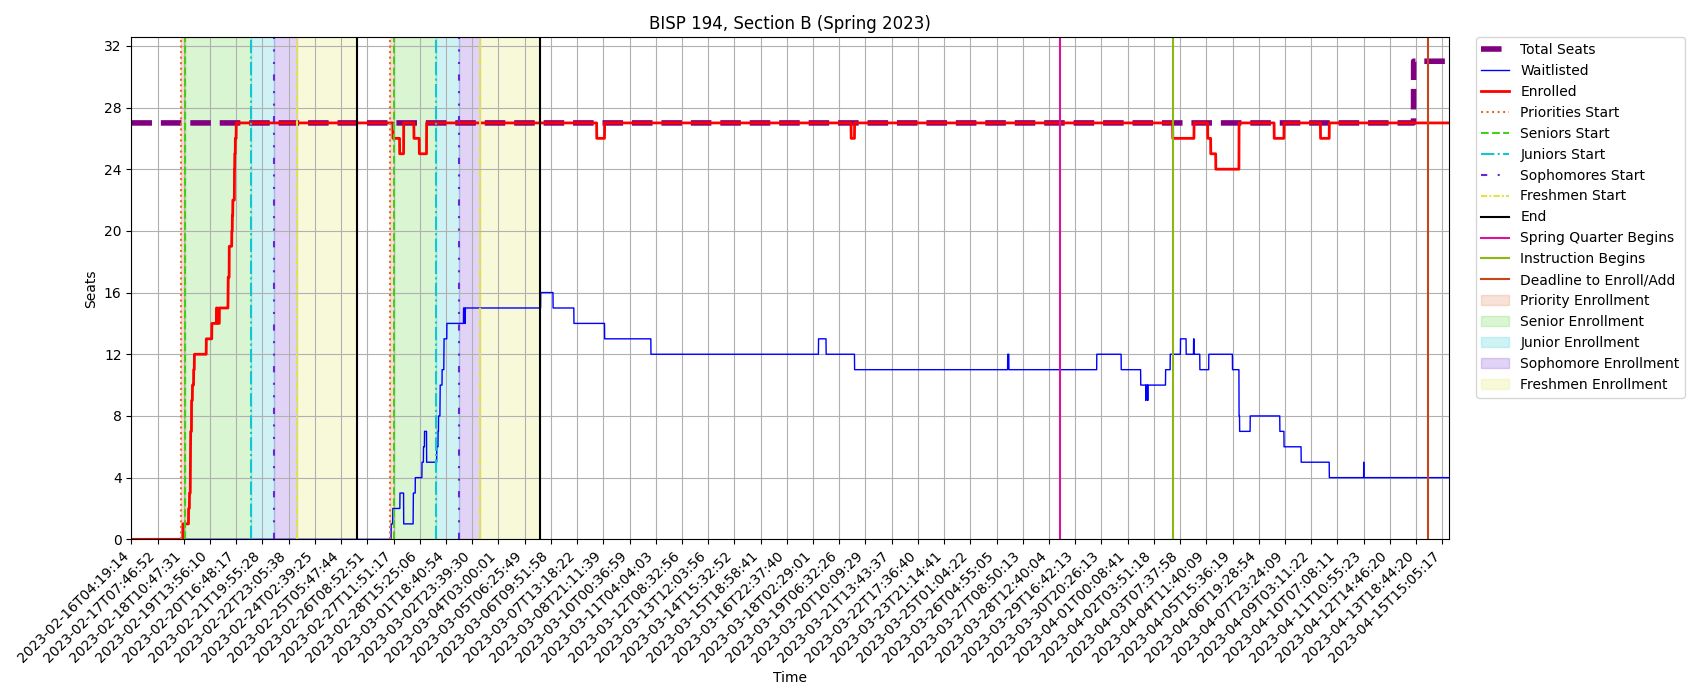 BISP 194, Section B (Spring 2023)
Seats
32
28
24
20
16
12
8
4
0
2023-02-16T04:19:14
2023-02-17T07:46:52
2023-02-18T10:47:31
2023-02-19T13:56:10
2023-02-20T16:48:17
2023-02-21T19:55:28
2023-02-22T23:05:38
2023-02-24T02:39:25
2023-02-25T05:47:44
2023-02-26T08:52:51
2023-02-27T11:51:17
2023-02-28T15:25:06
2023-03-01T18:40:54
2023-03-02T23:39:30
2023-03-04T03:00:01
2023-03-05T06:25:49
2023-03-06T09:51:58
2023-03-07T13:18:22
2023-03-08T21:11:39
2023-03-10T00:36:59
2023-03-11T04:04:03
2023-03-12T08:32:56
2023-03-13T12:03:56
2023-03-14T15:32:52
2023-03-15T18:58:41
2023-03-16T22:37:40
2023-03-18T02:29:01
2023-03-19T06:32:26
2023-03-20T10:09:29
2023-03-21T13:43:37
2023-03-22T17:36:40
2023-03-23T21:14:41
2023-03-25T01:04:22
2023-03-26T04:55:05
2023-03-27T08:50:13
2023-03-28T12:40:04
2023-03-29T16:42:13
2023-03-30T20:26:13
2023-04-01T00:08:41
2023-04-02T03:51:18
2023-04-03T07:37:58
2023-04-04T11:40:09
2023-04-05T15:36:19
2023-04-06T19:28:54
2023-04-07T23:24:09
2023-04-09T03:11:22
2023-04-10T07:08:11
2023-04-11T10:55:23
2023-04-12T14:46:20
2023-04-13T18:44:20
2023-04-15T15:05:17
Time
Total Seats
Waitlisted
Enrolled
Priorities Start
Seniors Start
Juniors Start
Sophomores Start
Freshmen Start
End
Spring Quarter Begins
Instruction Begins
Deadline to Enroll/Add
Priority Enrollment
Senior Enrollment
Junior Enrollment
Sophomore Enrollment
Freshmen Enrollment